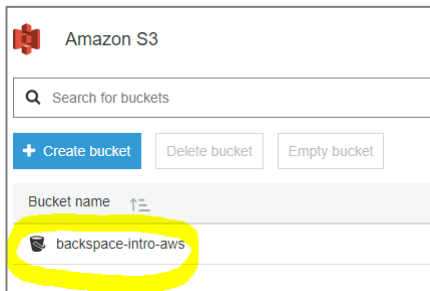 Amazon S3
Search for buckets
+ Create bucket Delete bucket Empty bucket
Bucket name
backspace-intro-aws